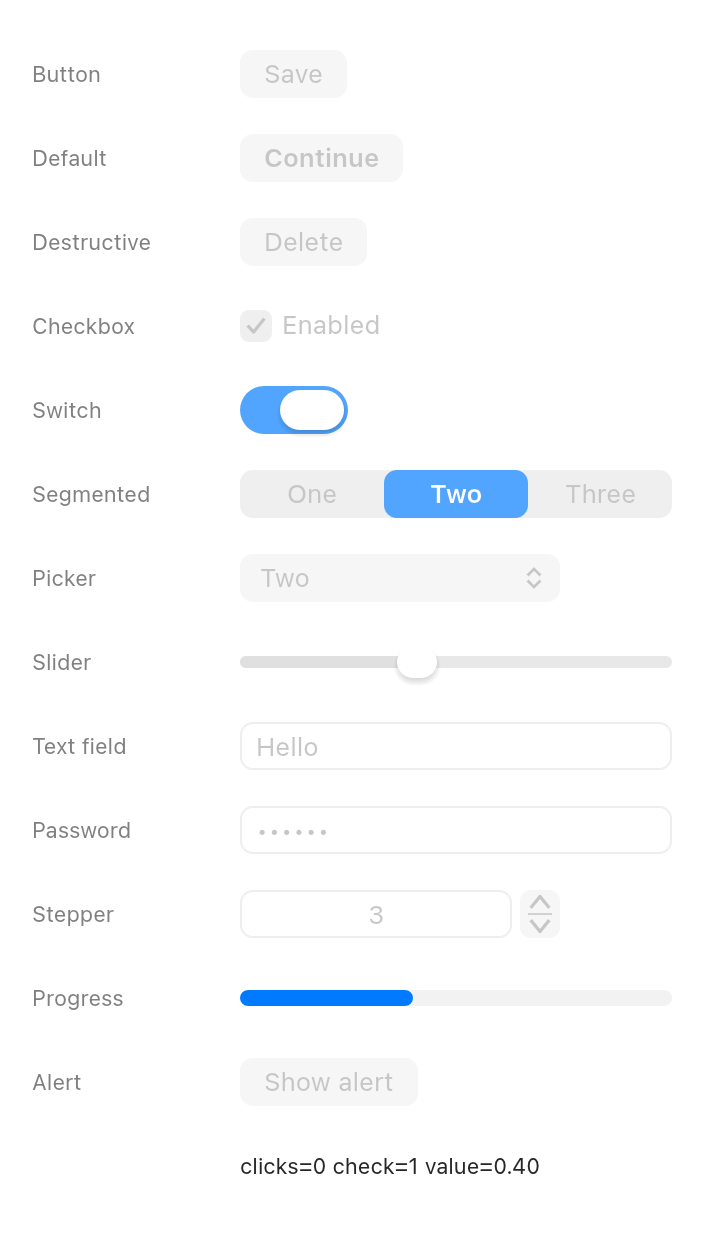 Button Save
Default Continue
Destructive Delete
Checkbox Enabled
Switch
Segmented One Two Three
Picker Two
Slider
Text field Hello
Password ••••••
Stepper 3
Progress
Alert Show alert
clicks=0 check=1 value=0.40